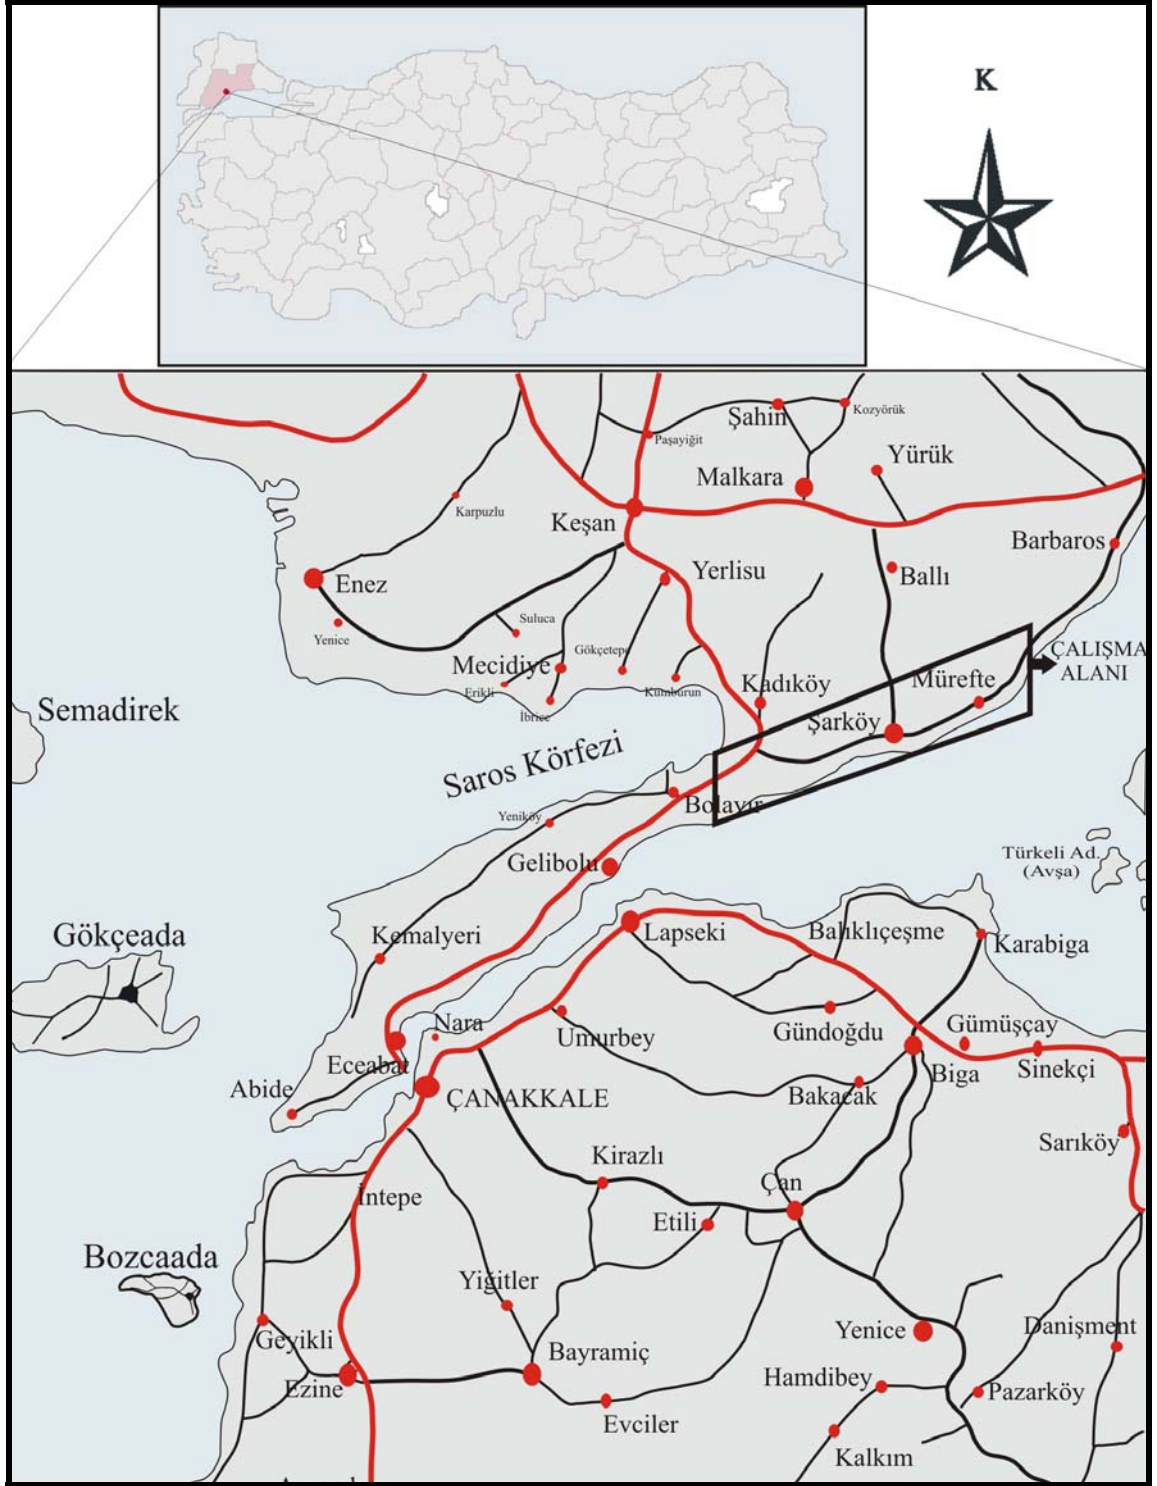 K
Şahin
Kozyörük
Paşayiğit
Yürük
Malkara
Karpuzlu
Keşan
Barbaros
Yerlisu
Ballı
Enez
Suluca
Yenice
Gökçetepe
ÇALIŞMA
ALANI
Mecidiye
Erikli
Kumburun
Kadıköy
Mürefte
İbrice
Semadirek
Şarköy
Saros Körfezi
Bolayır
Yeniköy
Gelibolu
Türkeli Ad.
(Avşa)
Gökçeada
Kemalyeri
Lapseki
Balıklıçeşme
Karabiga
Nara
Umurbey
Gündoğdu
Gümüşçay
Eceabat
Biga
Sinekçi
Abide
ÇANAKKALE
Bakacak
Sarıköy
Kirazlı
Çan
İntepe
Etili
Bozcaada
Yiğitler
Geyikli
Yenice
Danişment
Bayramiç
Ezine
Hamdibey
Pazarköy
Evciler
Kalkım